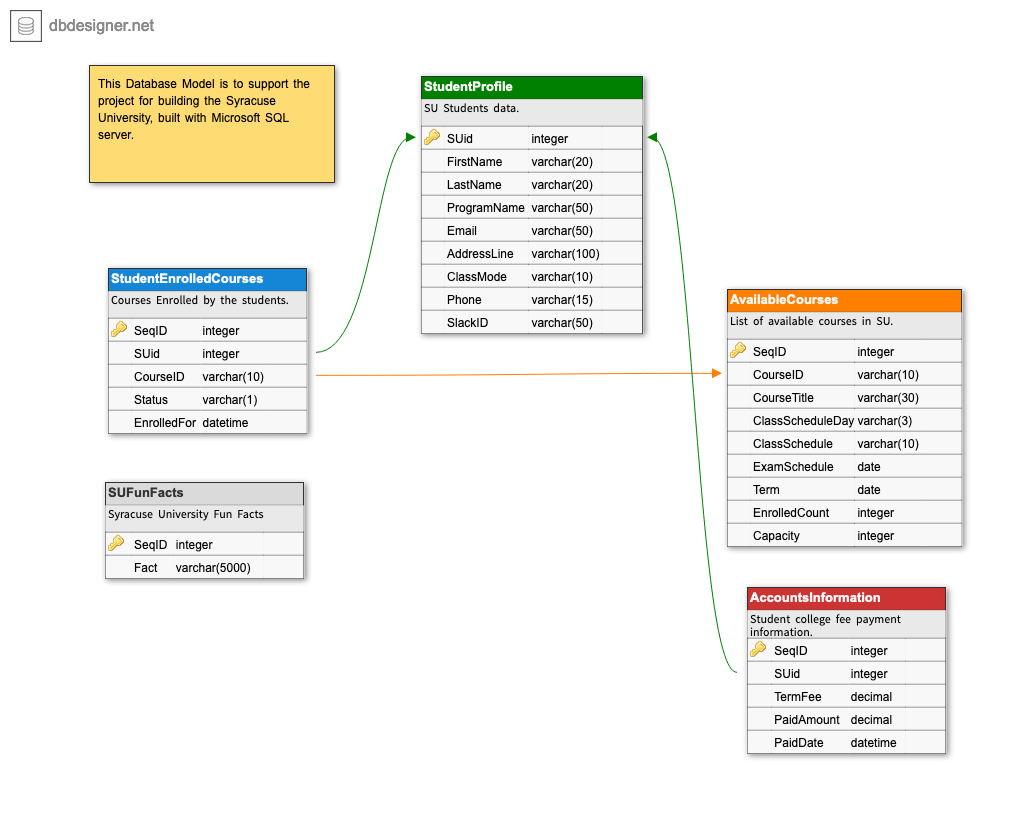 dbdesigner.net
This Database Model is to support the
project for building the Syracuse
University, built with Microsoft SQL
server.
StudentProfile
SU Students data.
SUid integer
FirstName varchar(20)
LastName varchar(20)
ProgramName varchar(50)
Email varchar(50)
AddressLine varchar(100)
ClassMode varchar(10)
Phone varchar(15)
SlackID varchar(50)
StudentEnrolledCourses
Courses Enrolled by the students.
SeqID integer
SUid integer
CourseID varchar(10)
Status varchar(1)
EnrolledFor datetime
AvailableCourses
List of available courses in SU.
SeqID integer
CourseID varchar(10)
CourseTitle varchar(30)
ClassScheduleDay varchar(3)
ClassSchedule varchar(10)
ExamSchedule date
Term date
EnrolledCount integer
Capacity integer
SUFunFacts
Syracuse University Fun Facts
SeqID integer
Fact varchar(5000)
AccountsInformation
Student college fee payment
information.
SeqID integer
SUid integer
TermFee decimal
PaidAmount decimal
PaidDate datetime